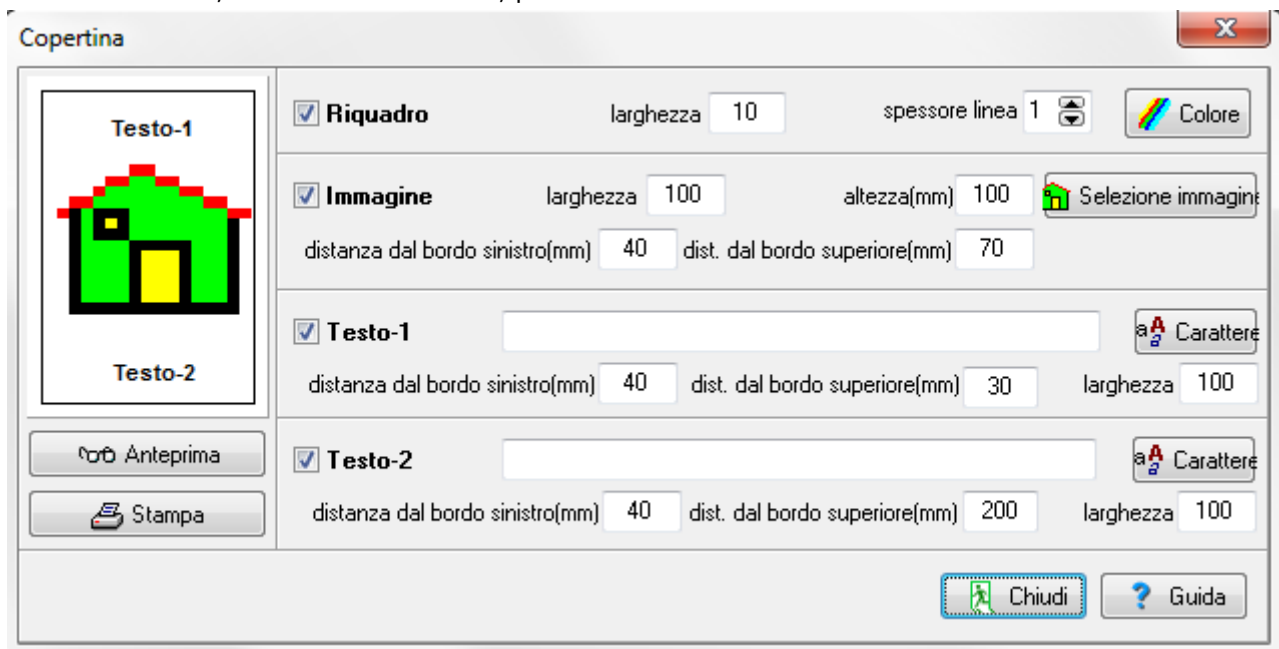 Copertina
Testo-1
Testo-2
Anteprima
Stampa
Riquadro larghezza 10 spessore linea 1 Colore
Immagine larghezza 100 altezza(mm) 100 Selezione immagine
distanza dal bordo sinistro(mm) 40 dist. dal bordo superiore(mm) 70
Testo-1 Carattere
distanza dal bordo sinistro(mm) 40 dist. dal bordo superiore(mm) 30 larghezza 100
Testo-2 Carattere
distanza dal bordo sinistro(mm) 40 dist. dal bordo superiore(mm) 200 larghezza 100
Chiudi Guida